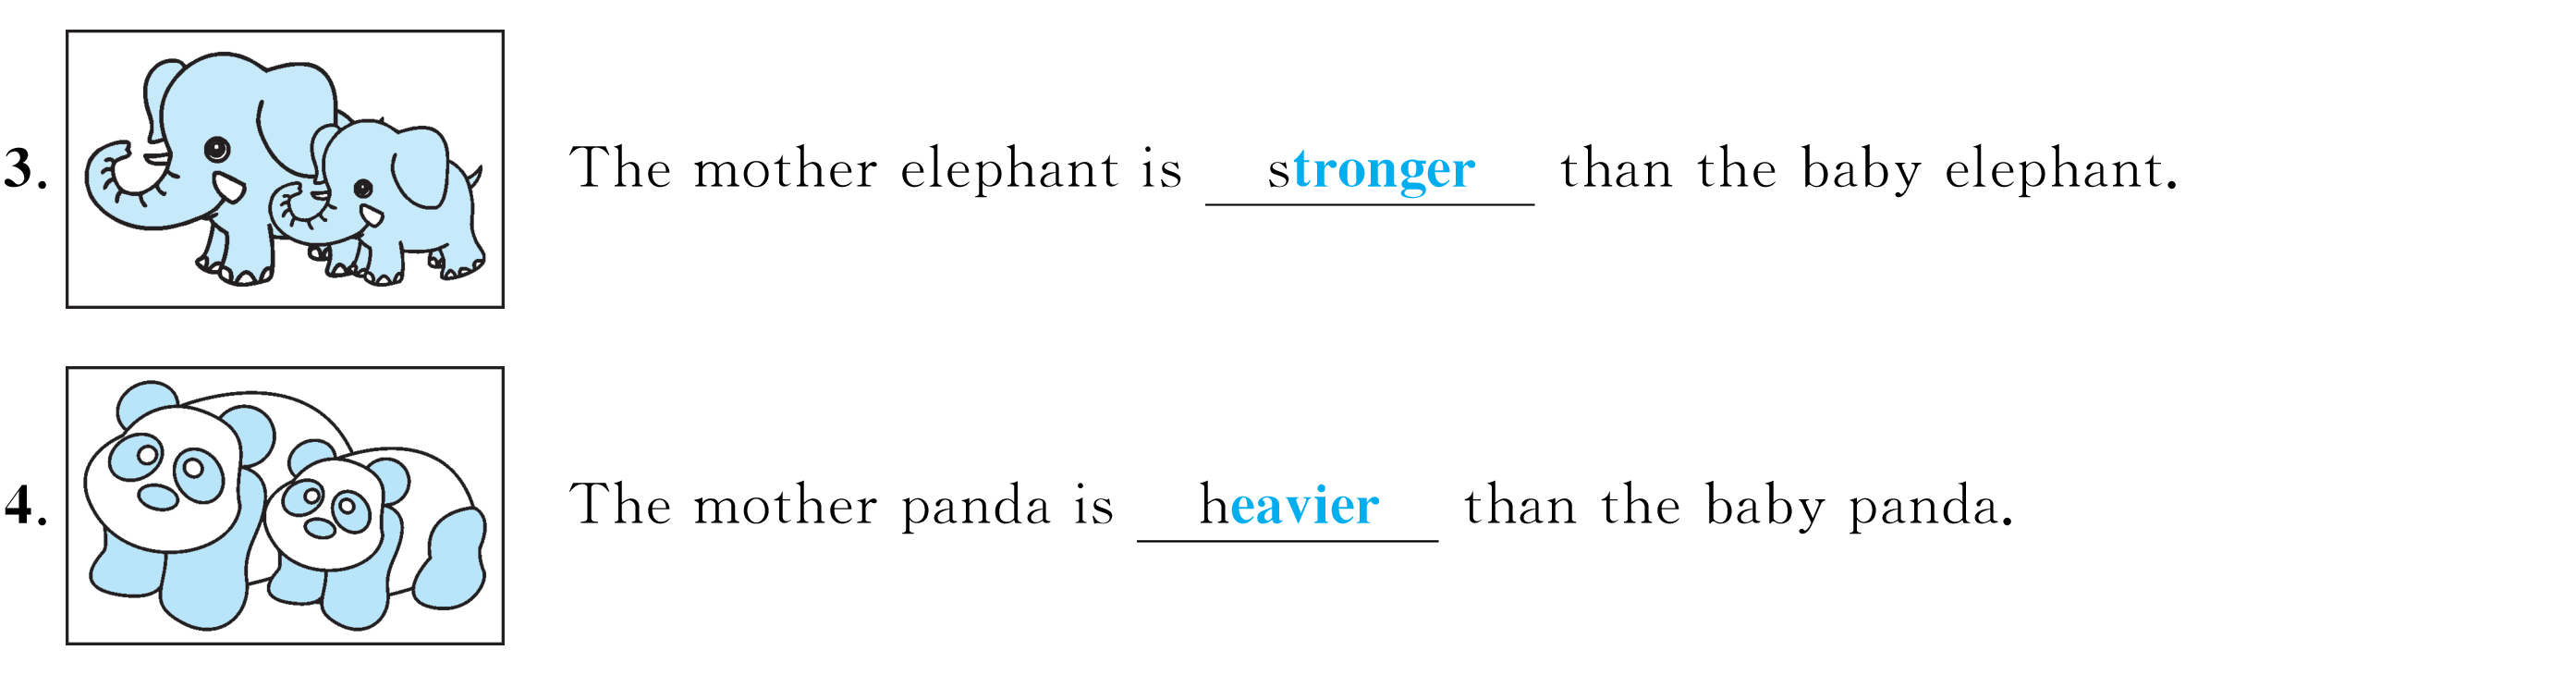 3. The mother elephant is stronger than the baby elephant.
4. The mother panda is heavier than the baby panda.